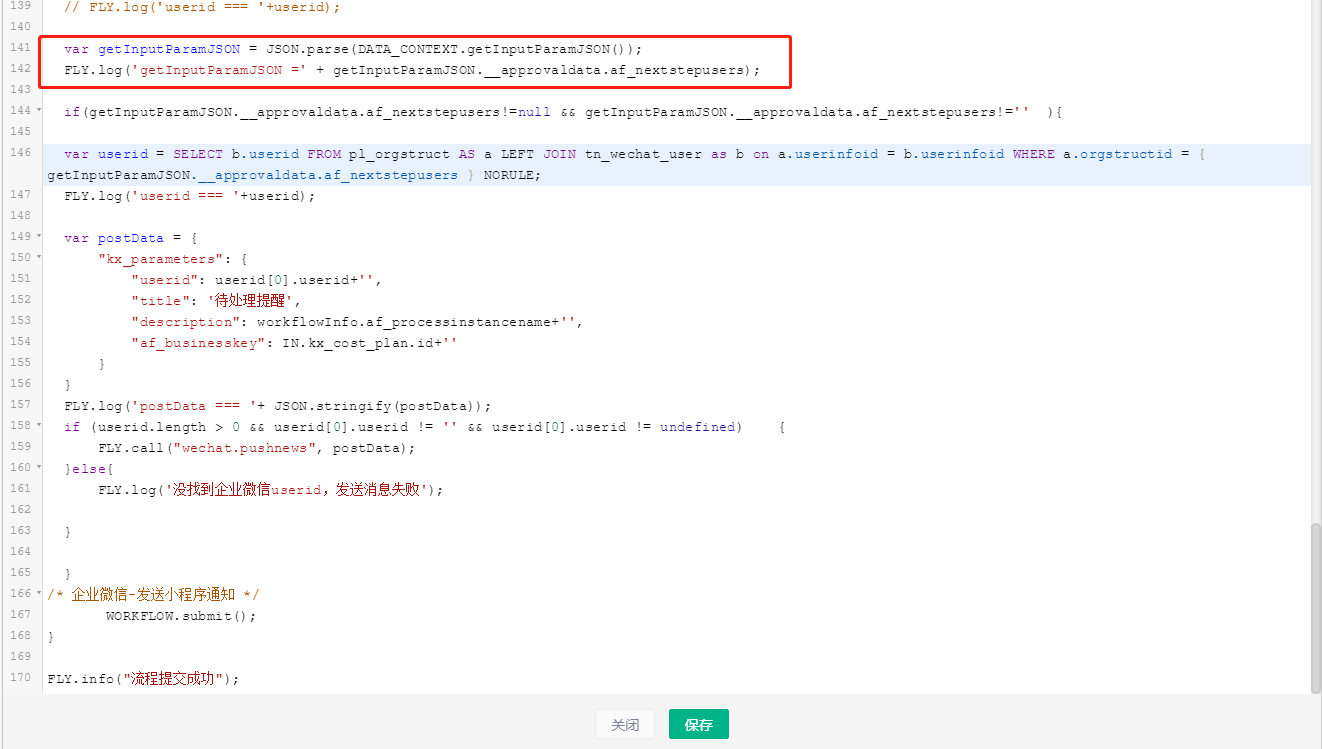 139 // FLY.log('userid === '+userid);
140
141 var getInputParamJSON = JSON.parse(DATA_CONTEXT.getInputParamJSON());
142 FLY.log('getInputParamJSON =' + getInputParamJSON.__approvaldata.af_nextstepusers);
143
144 if(getInputParamJSON.__approvaldata.af_nextstepusers!=null && getInputParamJSON.__approvaldata.af_nextstepusers!='' ){
145
146 var userid = SELECT b.userid FROM pl_orgstruct AS a LEFT JOIN tn_wechat_user as b on a.userinfoid = b.userinfoid WHERE a.orgstructid = {
getInputParamJSON.__approvaldata.af_nextstepusers } NORULE;
147 FLY.log('userid === '+userid);
148
149 var postData = {
150 "kx_parameters": {
151 "userid": userid[0].userid+'',
152 "title": '待处理提醒',
153 "description": workflowInfo.af_processinstancename+'',
154 "af_businesskey": IN.kx_cost_plan.id+''
155 }
156 }
157 FLY.log('postData === '+ JSON.stringify(postData));
158 if (userid.length > 0 && userid[0].userid != '' && userid[0].userid != undefined) {
159 FLY.call("wechat.pushnews", postData);
160 }else{
161 FLY.log('没找到企业微信userid，发送消息失败');
162
163 }
164
165 }
166 /* 企业微信-发送小程序通知 */
167 WORKFLOW.submit();
168 }
169
170 FLY.info("流程提交成功");
关闭 保存